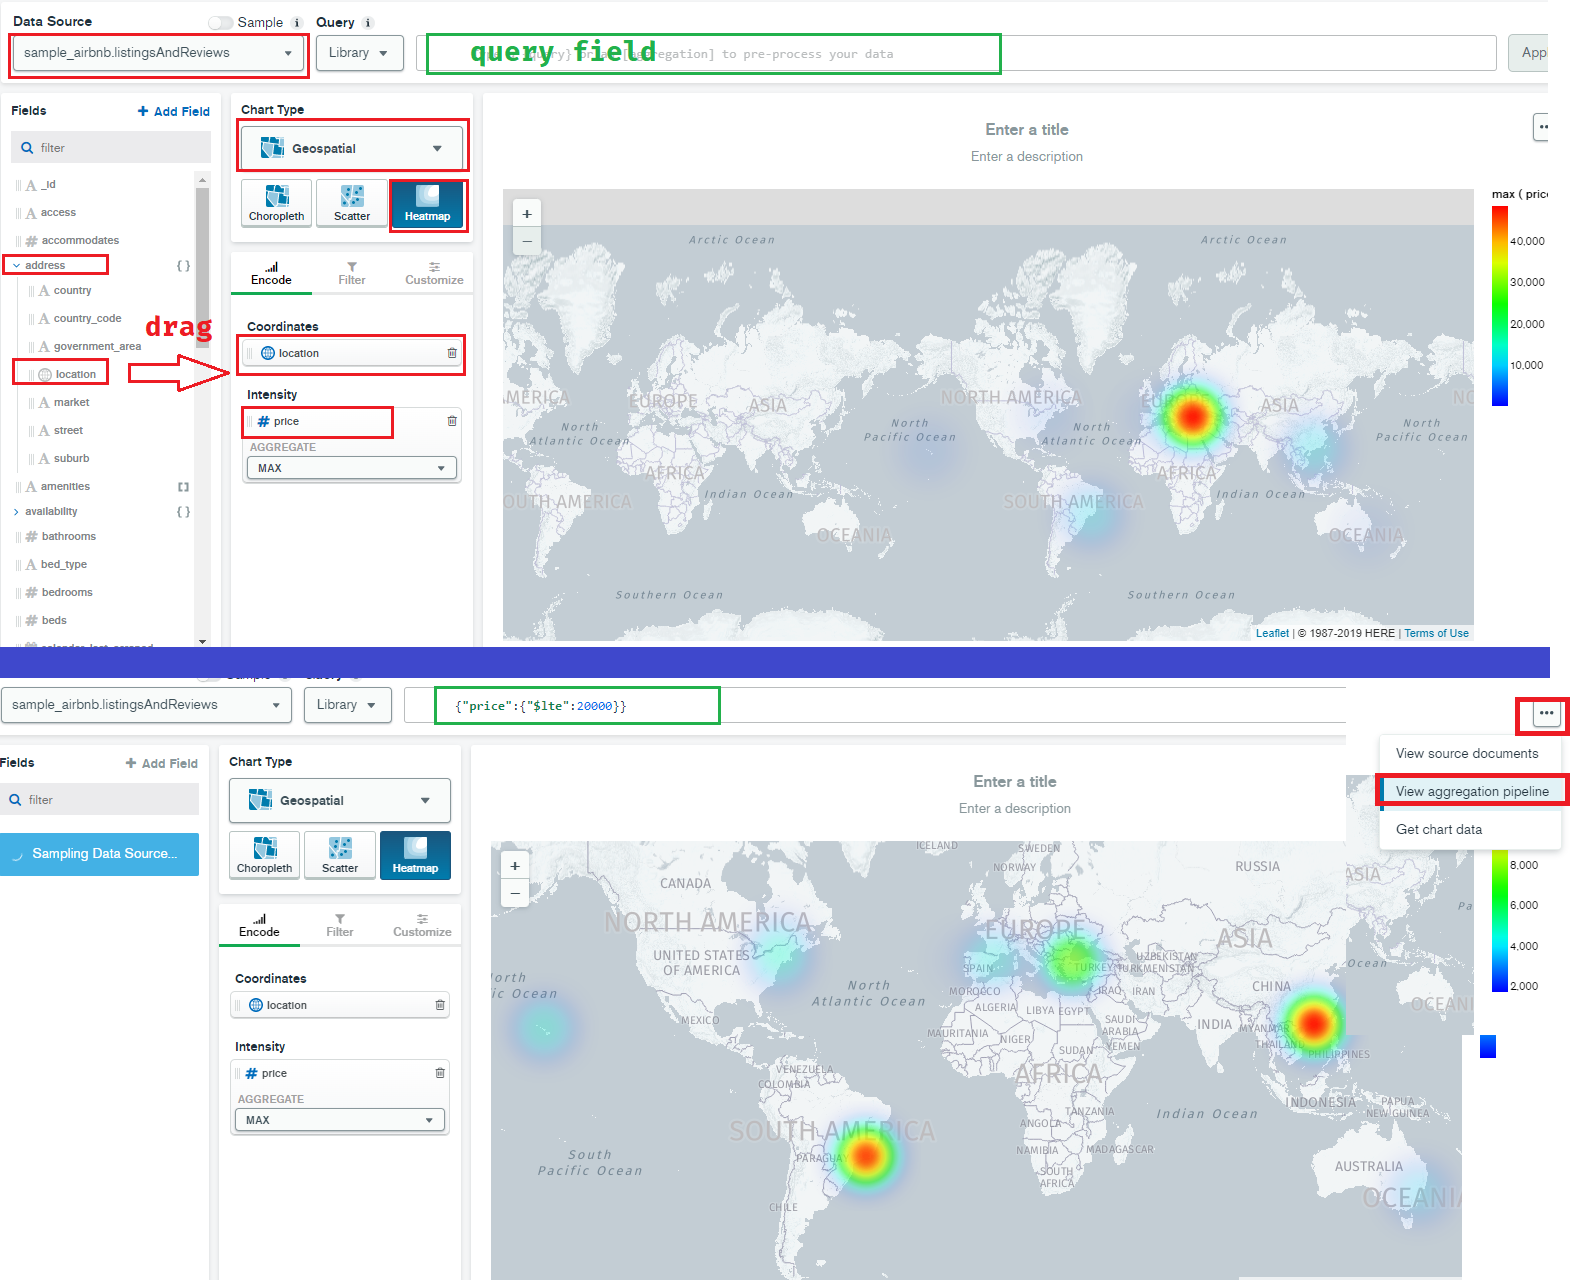 Data Source
Sample i
Query i
sample_airbnb.listingsAndReviews
Library
query field
to pre-process your data
App
Fields
+ Add Field
filter
_id
access
accommodates
address { }
country
country_code
government_area
location
market
street
suburb
amenities [ ]
availability { }
bathrooms
bed_type
bedrooms
beds
drag
Chart Type
Geospatial
Choropleth
Scatter
Heatmap
Encode
Filter
Customize
Coordinates
location
Intensity
# price
AGGREGATE
MAX
Enter a title
Enter a description
+
−
Arctic Ocean
Arctic Ocean
MERICA
EUROPE
ASIA
NORTH AMERICA
EUROPE
ASIA
NO
North
Atlantic Ocean
North
Pacific Ocean
North
Atlantic Ocean
North
Pacific Ocean
AFRICA
AFRICA
OUTH AMERICA
Indian Ocean
SOUTH AMERICA
Indian Ocean
OCEANIA
OCEANIA
Southern Ocean
Southern Ocean
Leaflet | © 1987-2019 HERE | Terms of Use
max ( price
40,000
30,000
20,000
10,000
sample_airbnb.listingsAndReviews
Library
{"price":{"$lte":20000}}
•••
View source documents
View aggregation pipeline
Get chart data
Fields
+ Add Field
filter
Sampling Data Source...
Chart Type
Geospatial
Choropleth
Scatter
Heatmap
Encode
Filter
Customize
Coordinates
location
Intensity
# price
AGGREGATE
MAX
Enter a title
Enter a description
+
−
ICELAND
SWEDEN
NORWAY
RUSSIA
CANADA
ASIA
NORTH AMERICA
EUROPE
ASIA
UNITED STATES
OF AMERICA
SPAIN
TURKEY
UZBEKISTAN
TURKMENISTAN
orth
ic Ocean
North
Atlantic Ocean
MOROCCO
ALGERIA
LIBYA
EGYPT
IRAQ
IRAN
CHINA
Pa
Ocean
OCEANI
MEXICO
MAURITANIA
NIGER
SAUDI
ARABIA
INDIA
MYANMAR
THAILAND
PHILIPPINES
SUDAN
YEMEN
VENEZUELA
COLOMBIA
AFRICA
INDONESIA
PAPUA
NEW GUINEA
TANZANIA
Indian Ocean
SOUTH AMERICA
ANGOLA
South
Pacific Ocean
PARAGUAY
NAMIBIA
MADAGASCAR
SOUTH
AFRICA
AUSTRALIA
OCEANIA
CHILE
8,000
6,000
4,000
2,000